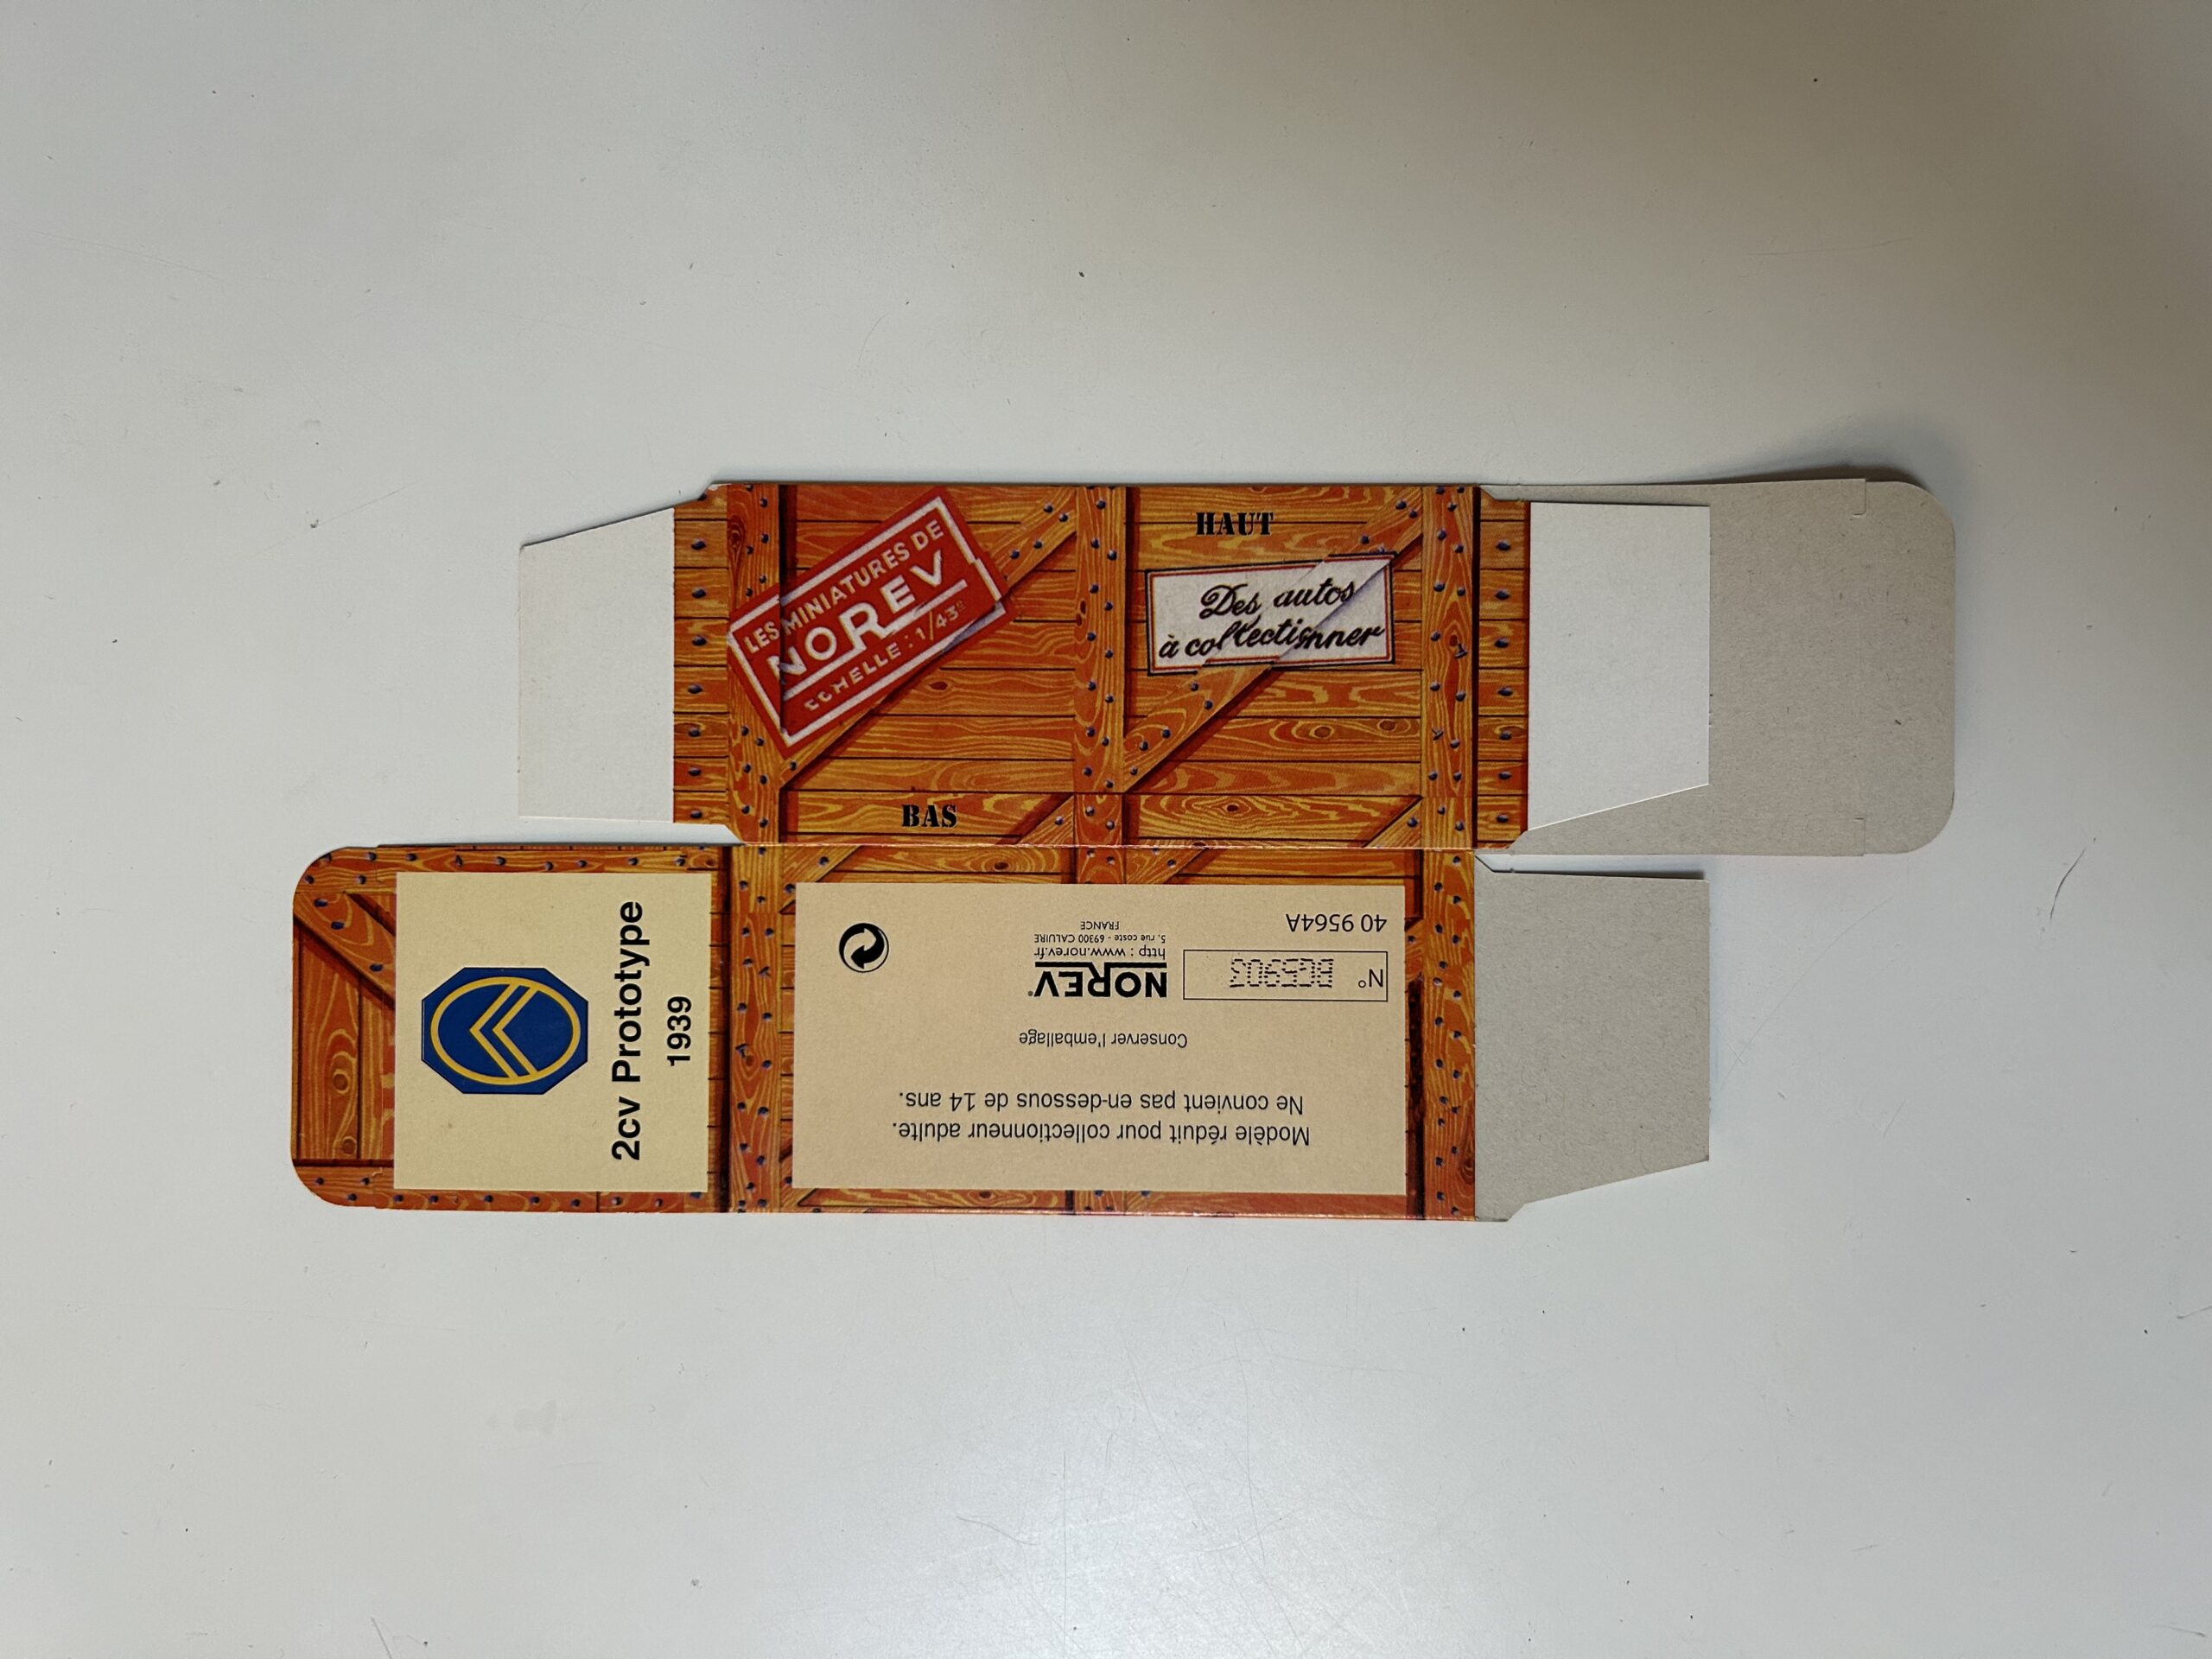 LES MINIATURES DE
NOREV
ECHELLE : 1/43e
HAUT
Des autos
à collectionner
BAS
2cv Prototype
1939
Modèle réduit pour collectionneur adulte.
Ne convient pas en-dessous de 14 ans.
Conserver l'emballage
N° BG5903
NOREV®
http : www.norev.fr
5, rue coste - 69300 CALUIRE
FRANCE
40 9564A